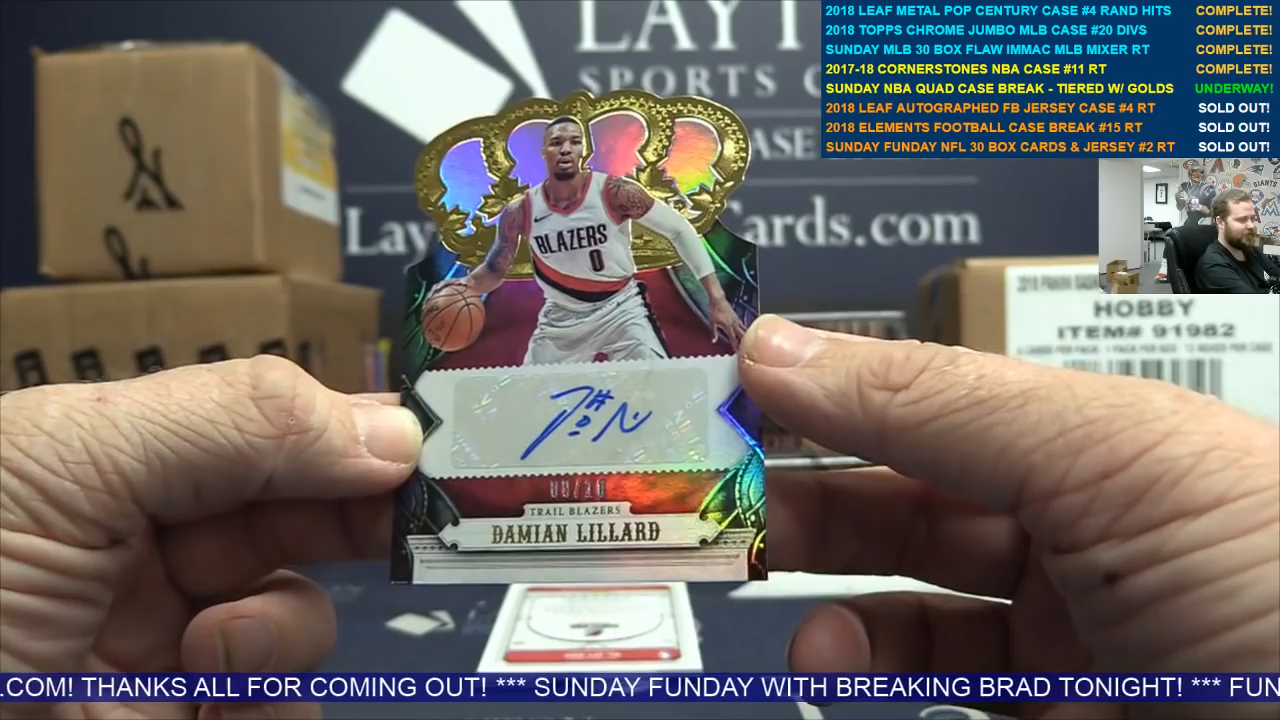 2018 LEAF METAL POP CENTURY CASE #4 RAND HITS COMPLETE!
2018 TOPPS CHROME JUMBO MLB CASE #20 DIVS COMPLETE!
SUNDAY MLB 30 BOX FLAW IMMAC MLB MIXER RT COMPLETE!
2017-18 CORNERSTONES NBA CASE #11 RT COMPLETE!
SUNDAY NBA QUAD CASE BREAK - TIERED W/ GOLDS UNDERWAY!
2018 LEAF AUTOGRAPHED FB JERSEY CASE #4 RT SOLD OUT!
2018 ELEMENTS FOOTBALL CASE BREAK #15 RT SOLD OUT!
SUNDAY FUNDAY NFL 30 BOX CARDS & JERSEY #2 RT SOLD OUT!
LAYT
SPORTS C
ASE
Lay
Cards.com
GIANTS
HOBBY
ITEM# 91982
BLAZERS
0
TRAIL BLAZERS
DAMIAN LILLARD
.COM! THANKS ALL FOR COMING OUT! *** SUNDAY FUNDAY WITH BREAKING BRAD TONIGHT! *** FUN